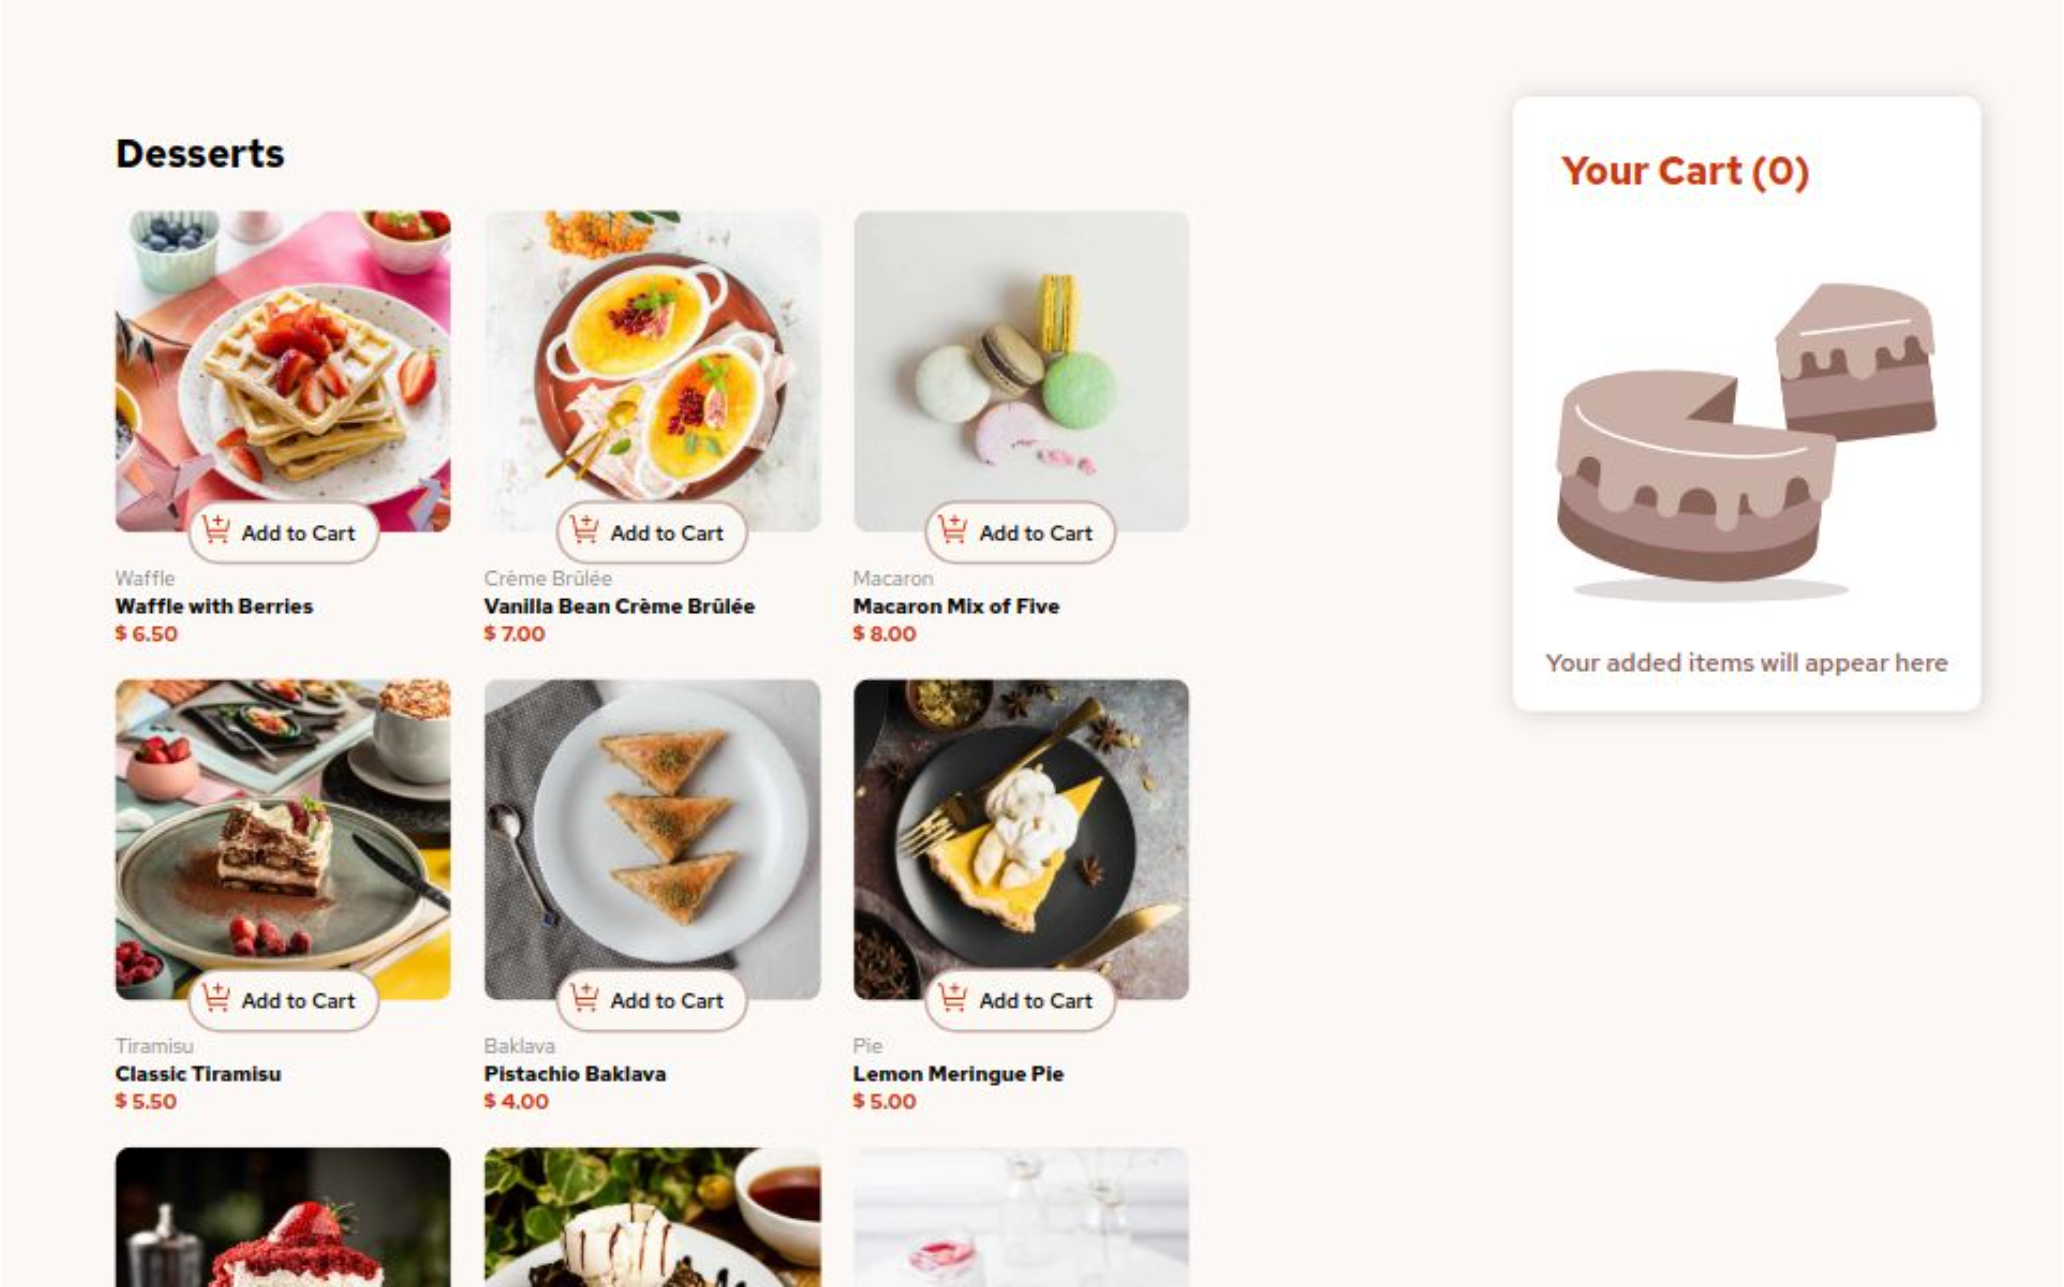 Desserts
Your Cart (0)
Add to Cart
Add to Cart
Add to Cart
Waffle
Waffle with Berries
$ 6.50
Crème Brûlée
Vanilla Bean Crème Brûlée
$ 7.00
Macaron
Macaron Mix of Five
$ 8.00
Your added items will appear here
Add to Cart
Add to Cart
Add to Cart
Tiramisu
Classic Tiramisu
$ 5.50
Baklava
Pistachio Baklava
$ 4.00
Pie
Lemon Meringue Pie
$ 5.00